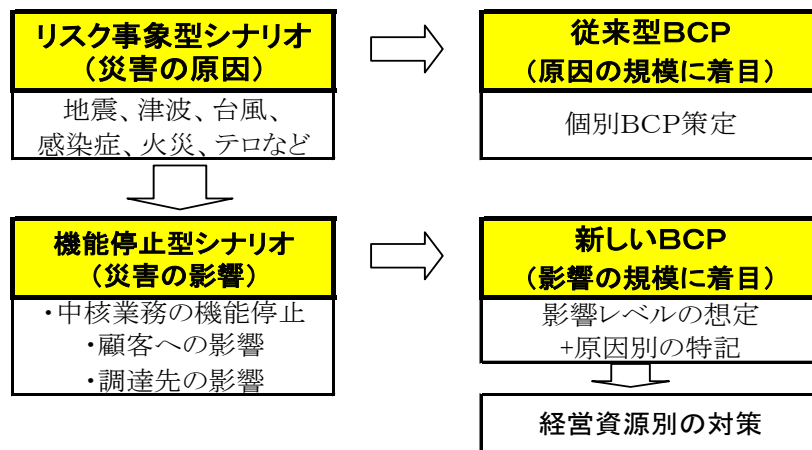 リスク事象型シナリオ
(災害の原因)
地震、津波、台風、
感染症、火災、テロなど
従来型BCP
(原因の規模に着目)
個別BCP策定
機能停止型シナリオ
(災害の影響)
・中核業務の機能停止
・顧客への影響
・調達先の影響
新しいBCP
(影響の規模に着目)
影響レベルの想定
+原因別の特記
経営資源別の対策